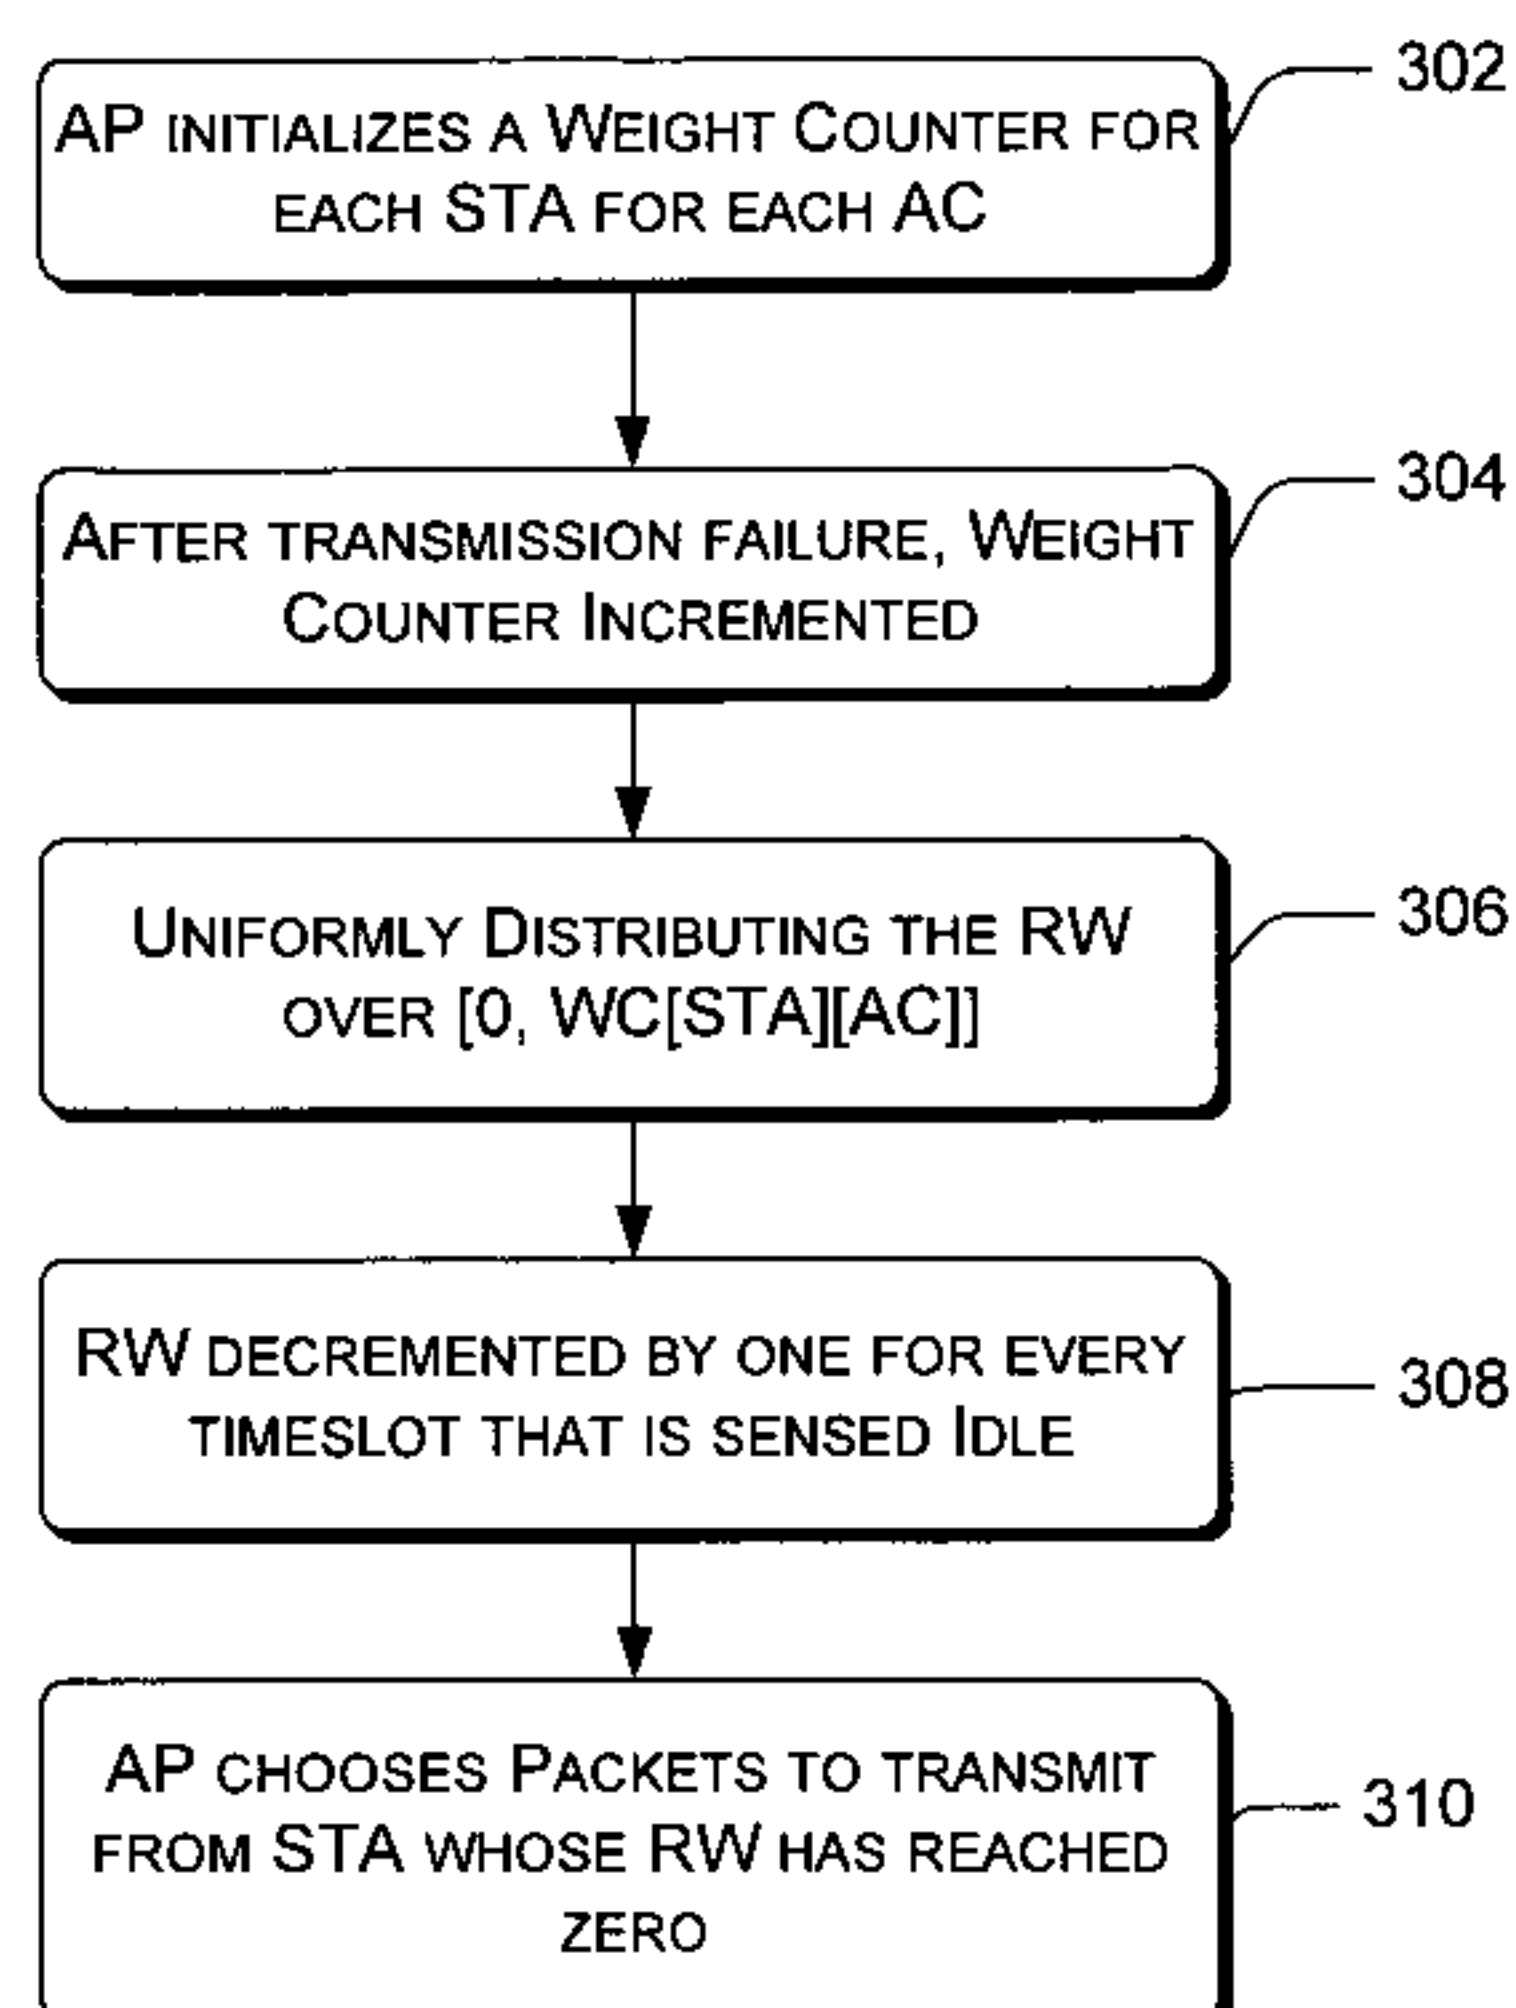 AP INITIALIZES A WEIGHT COUNTER FOR
EACH STA FOR EACH AC
302
AFTER TRANSMISSION FAILURE, WEIGHT
COUNTER INCREMENTED
304
UNIFORMLY DISTRIBUTING THE RW
OVER [0, WC[STA][AC]]
306
RW DECREMENTED BY ONE FOR EVERY
TIMESLOT THAT IS SENSED IDLE
308
AP CHOOSES PACKETS TO TRANSMIT
FROM STA WHOSE RW HAS REACHED
ZERO
310